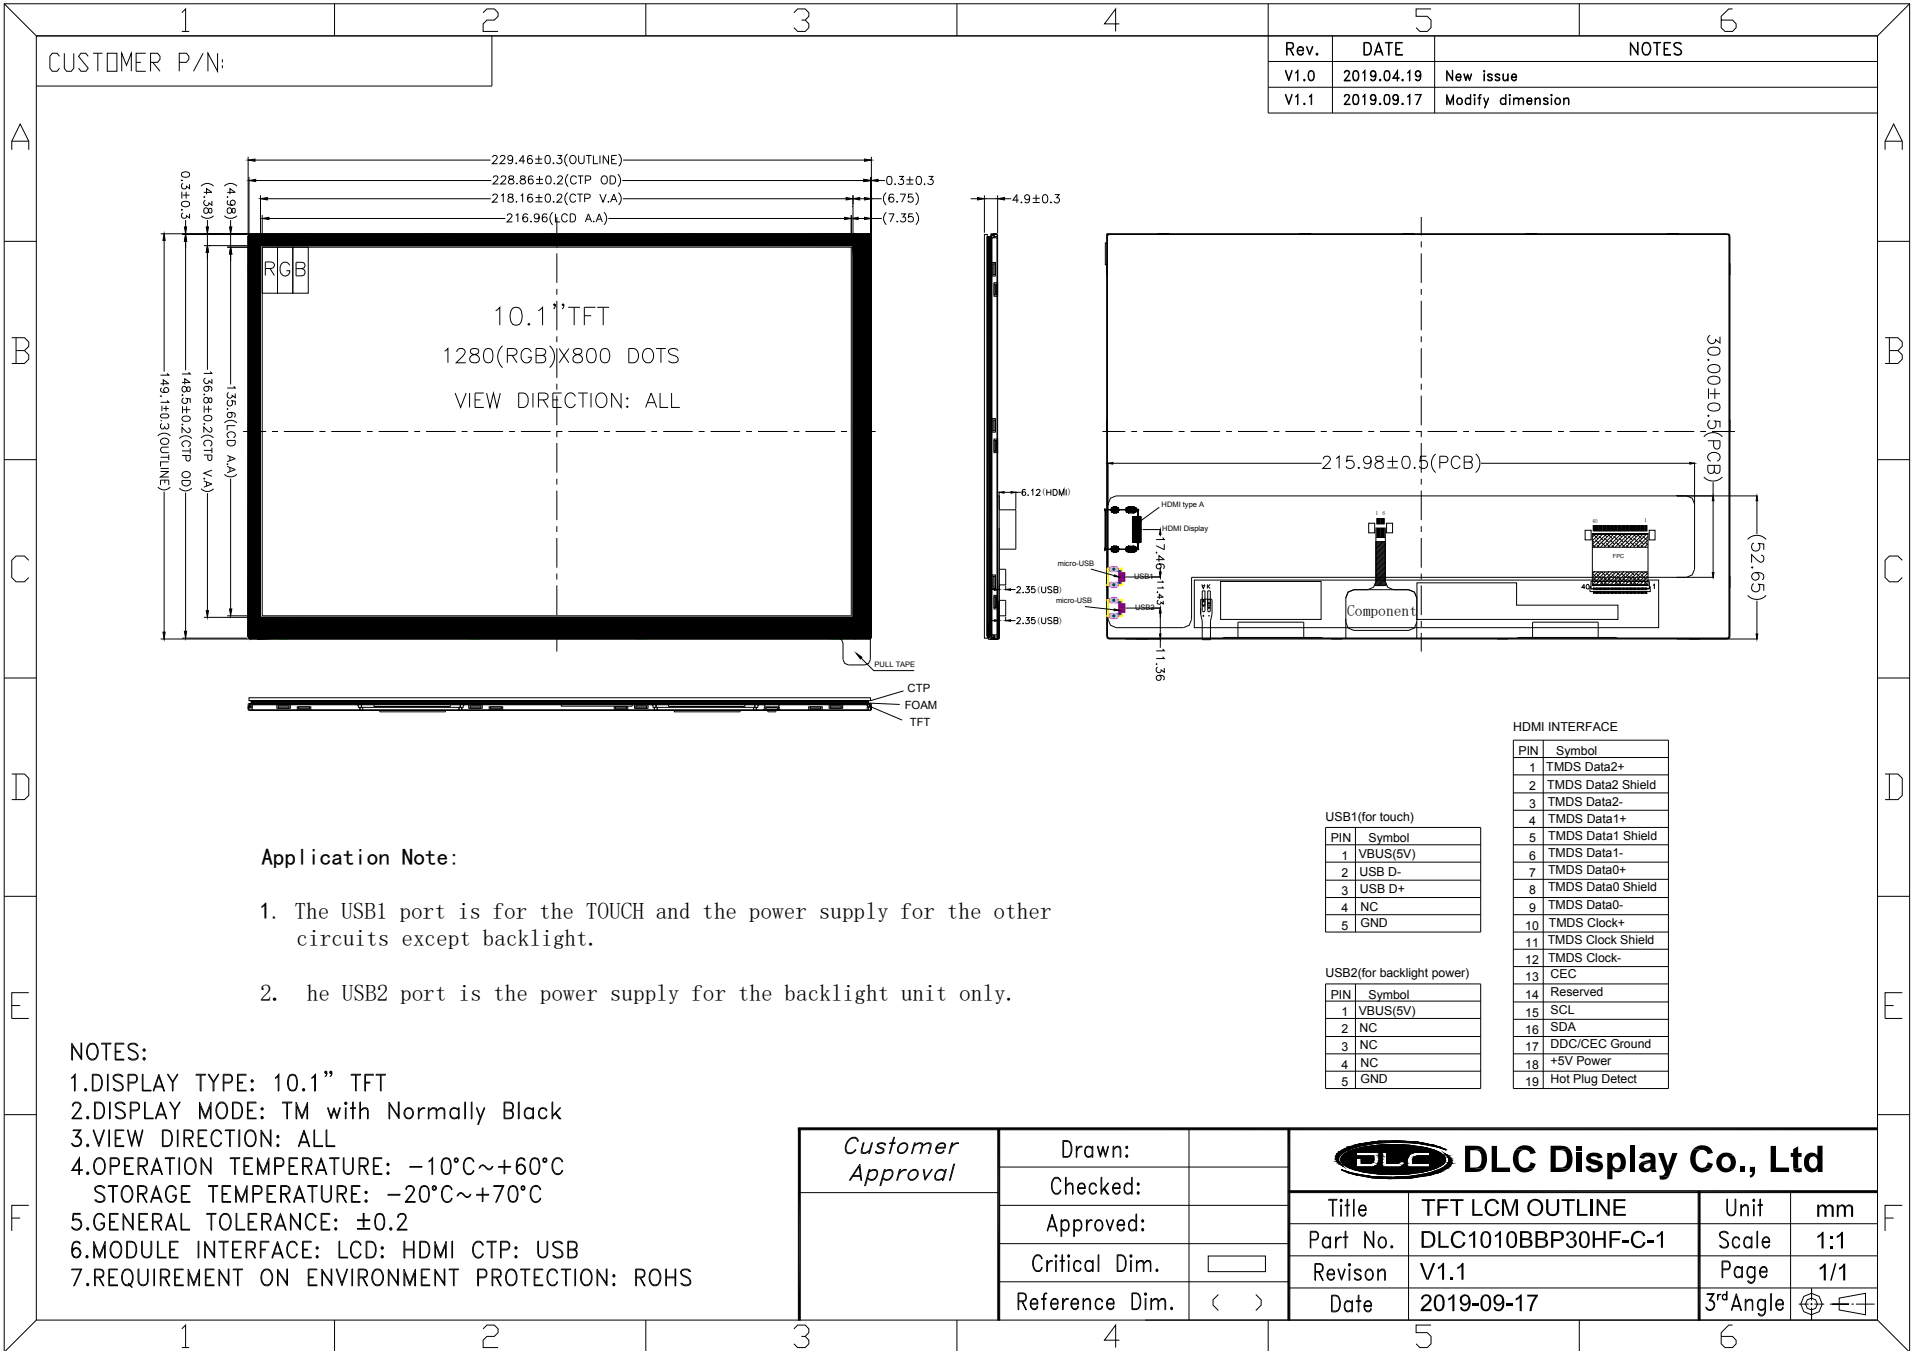 1 2 3 4 5 6
CUSTOMER P/N:
Rev. DATE NOTES
V1.0 2019.04.19 New issue
V1.1 2019.09.17 Modify dimension
A A
229.46±0.3(OUTLINE)
228.86±0.2(CTP OD)
0.3±0.3
218.16±0.2(CTP V.A)
(6.75)
216.96(LCD A.A)
(7.35)
0.3±0.3
(4.38)
(4.98)
4.9±0.3
RGB
10.1''TFT
1280(RGB)X800 DOTS
VIEW DIRECTION: ALL
B B
149.1±0.3(OUTLINE)
148.5±0.2(CTP OD)
136.8±0.2(CTP V.A)
135.6(LCD A.A)
30.00±0.5(PCB)
215.98±0.5(PCB)
6.12(HDMI)
HDMI type A
HDMI Display
1 6
40 1
FPC
40 1
17.46
micro-USB
USB1
11.43
micro-USB
USB2
2.35(USB)
2.35(USB)
A K
Component
(52.65)
11.36
C C
PULL TAPE
CTP
FOAM
TFT
D D
HDMI INTERFACE
PIN Symbol
1 TMDS Data2+
2 TMDS Data2 Shield
3 TMDS Data2-
4 TMDS Data1+
5 TMDS Data1 Shield
6 TMDS Data1-
7 TMDS Data0+
8 TMDS Data0 Shield
9 TMDS Data0-
10 TMDS Clock+
11 TMDS Clock Shield
12 TMDS Clock-
13 CEC
14 Reserved
15 SCL
16 SDA
17 DDC/CEC Ground
18 +5V Power
19 Hot Plug Detect
USB1(for touch)
PIN Symbol
1 VBUS(5V)
2 USB D-
3 USB D+
4 NC
5 GND
USB2(for backlight power)
PIN Symbol
1 VBUS(5V)
2 NC
3 NC
4 NC
5 GND
Application Note:
1. The USB1 port is for the TOUCH and the power supply for the other
circuits except backlight.
2. he USB2 port is the power supply for the backlight unit only.
E E
NOTES:
1.DISPLAY TYPE: 10.1” TFT
2.DISPLAY MODE: TM with Normally Black
3.VIEW DIRECTION: ALL
4.OPERATION TEMPERATURE: −10°C~+60°C
STORAGE TEMPERATURE: −20°C~+70°C
5.GENERAL TOLERANCE: ±0.2
6.MODULE INTERFACE: LCD: HDMI CTP: USB
7.REQUIREMENT ON ENVIRONMENT PROTECTION: ROHS
F F
Customer
Approval
Drawn:
Checked:
Approved:
Critical Dim.
Reference Dim. ( )
DLC DLC Display Co., Ltd
Title TFT LCM OUTLINE Unit mm
Part No. DLC1010BBP30HF-C-1 Scale 1:1
Revison V1.1 Page 1/1
Date 2019-09-17 3rd Angle
1 2 3 4 5 6